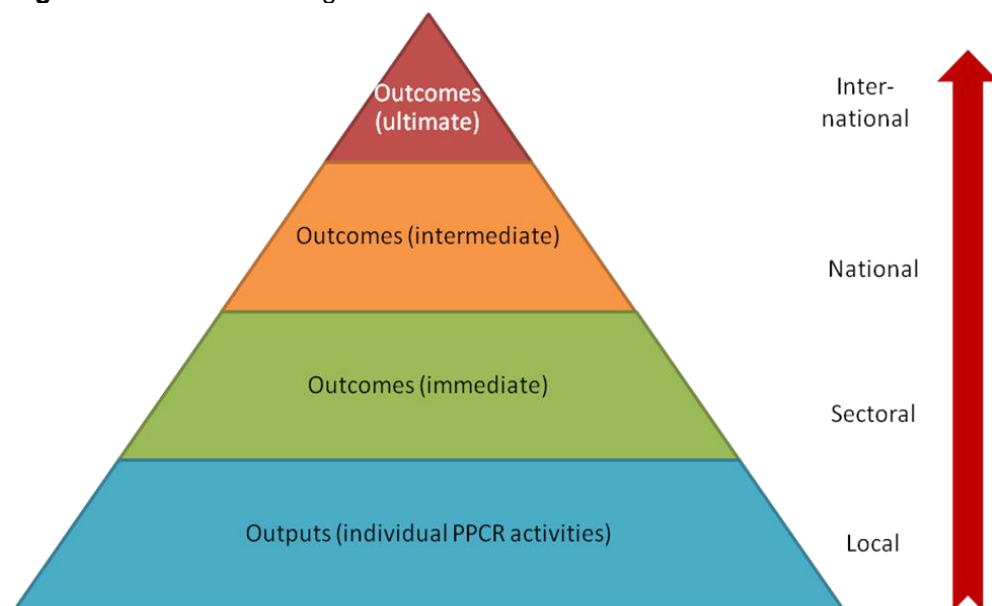 Outcomes
(ultimate)
Inter-
national
Outcomes (intermediate)
National
Outcomes (immediate)
Sectoral
Outputs (individual PPCR activities)
Local